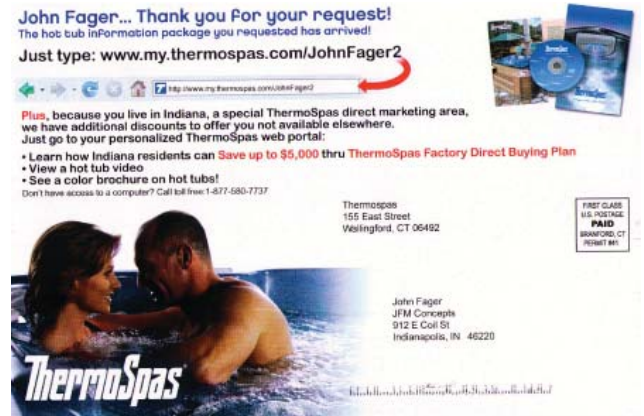 John Fager... Thank you for your request!
The hot tub information package you requested has arrived!
Just type: www.my.thermospas.com/JohnFager2
http://www.my.thermospas.com/JohnFager2
Plus, because you live in Indiana, a special ThermoSpas direct marketing area,
we have additional discounts to offer you not available elsewhere.
Just go to your personalized ThermoSpas web portal:
• Learn how Indiana residents can Save up to $5,000 thru ThermoSpas Factory Direct Buying Plan
• View a hot tub video
• See a color brochure on hot tubs!
Don't have access to a computer? Call toll free:1-877-580-7737
Thermospas
155 East Street
Wallingford, CT 06492
FIRST CLASS
U.S. POSTAGE
PAID
BRANFORD, CT
PERMIT #41
John Fager
JFM Concepts
912 E Coil St
Indianapolis, IN 46220
ThermoSpas